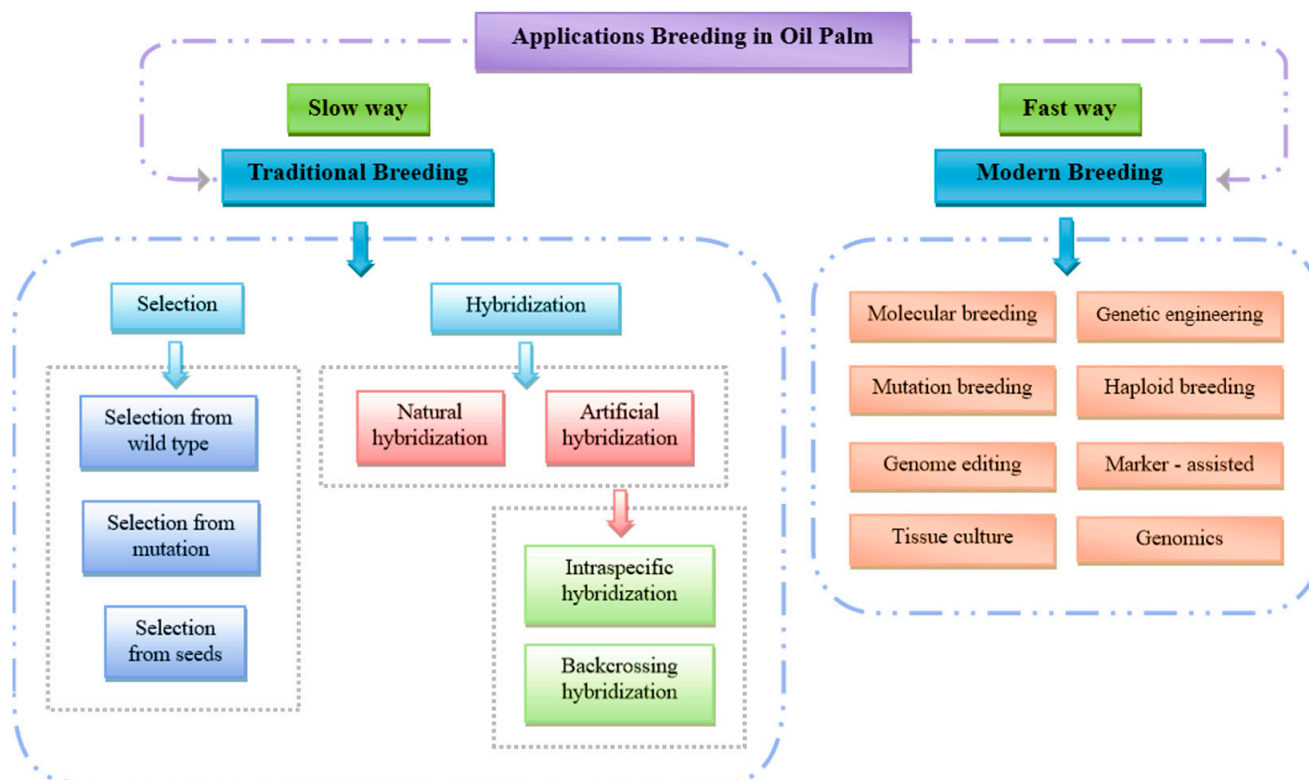 Applications Breeding in Oil Palm
Slow way
Fast way
Traditional Breeding
Modern Breeding
Selection
Hybridization
Selection from
wild type
Selection from
mutation
Selection
from seeds
Natural
hybridization
Artificial
hybridization
Intraspecific
hybridization
Backcrossing
hybridization
Molecular breeding
Genetic engineering
Mutation breeding
Haploid breeding
Genome editing
Marker - assisted
Tissue culture
Genomics